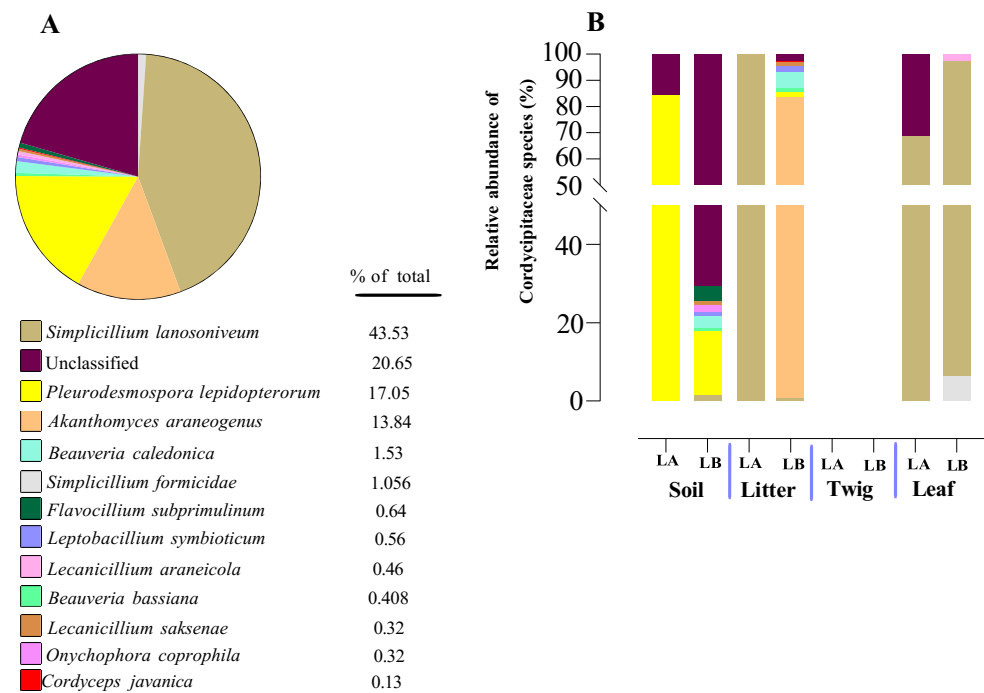 A
% of total
Simplicillium lanosoniveum 43.53
Unclassified 20.65
Pleurodesmospora lepidopterorum 17.05
Akanthomyces araneogenus 13.84
Beauveria caledonica 1.53
Simplicillium formicidae 1.056
Flavocillium subprimulinum 0.64
Leptobacillium symbioticum 0.56
Lecanicillium araneicola 0.46
Beauveria bassiana 0.408
Lecanicillium saksenae 0.32
Onychophora coprophila 0.32
Cordyceps javanica 0.13
B
Relative abundance of
Cordycipitaceae species (%)
100
90
80
70
60
50
40
20
0
LA LB LA LB LA LB LA LB
Soil Litter Twig Leaf